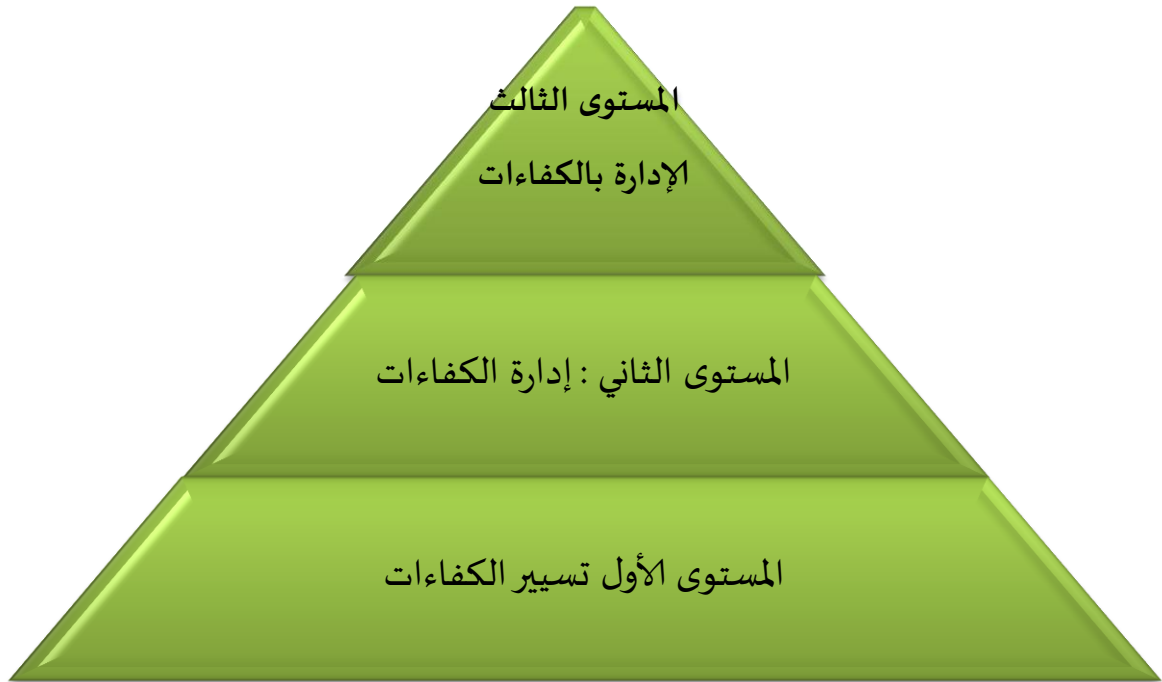 المستوى الثالث
الإدارة بالكفاءات
المستوى الثاني : إدارة الكفاءات
المستوى الأول تسيير الكفاءات